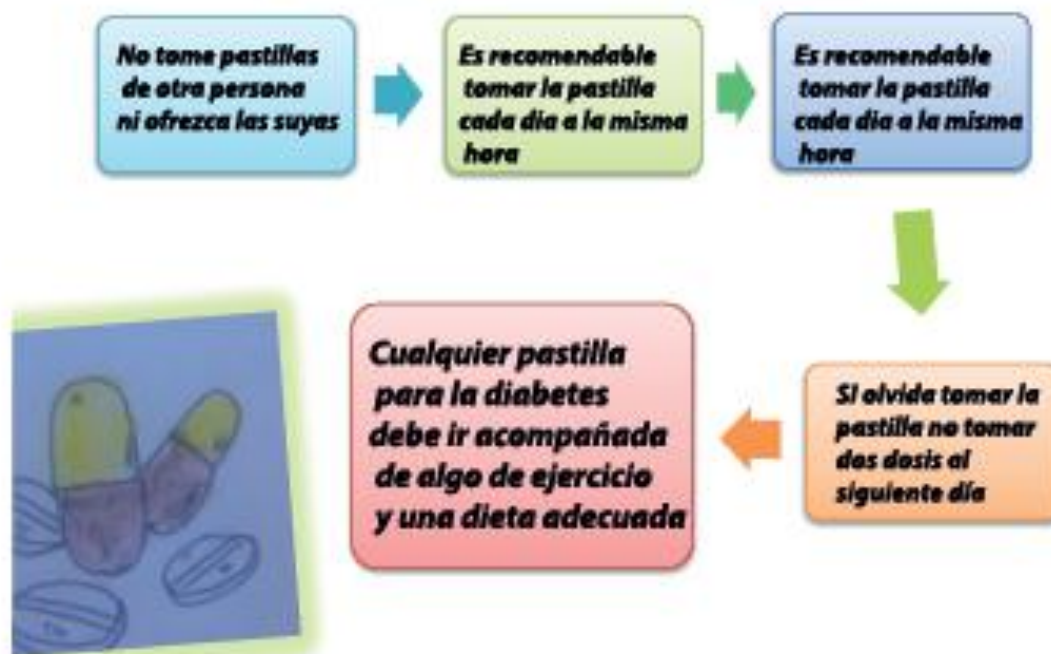 No tome pastillas
de otra persona
ni ofrezca las suyas
Es recomendable
tomar la pastilla
cada dia a la misma
hora
Es recomendable
tomar la pastilla
cada dia a la misma
hora
SI olvida tomar la
pastilla no tomar
dos dosis al
siguiente día
Cualquier pastilla
para la diabetes
debe ir acompañada
de algo de ejercicio
y una dieta adecuada